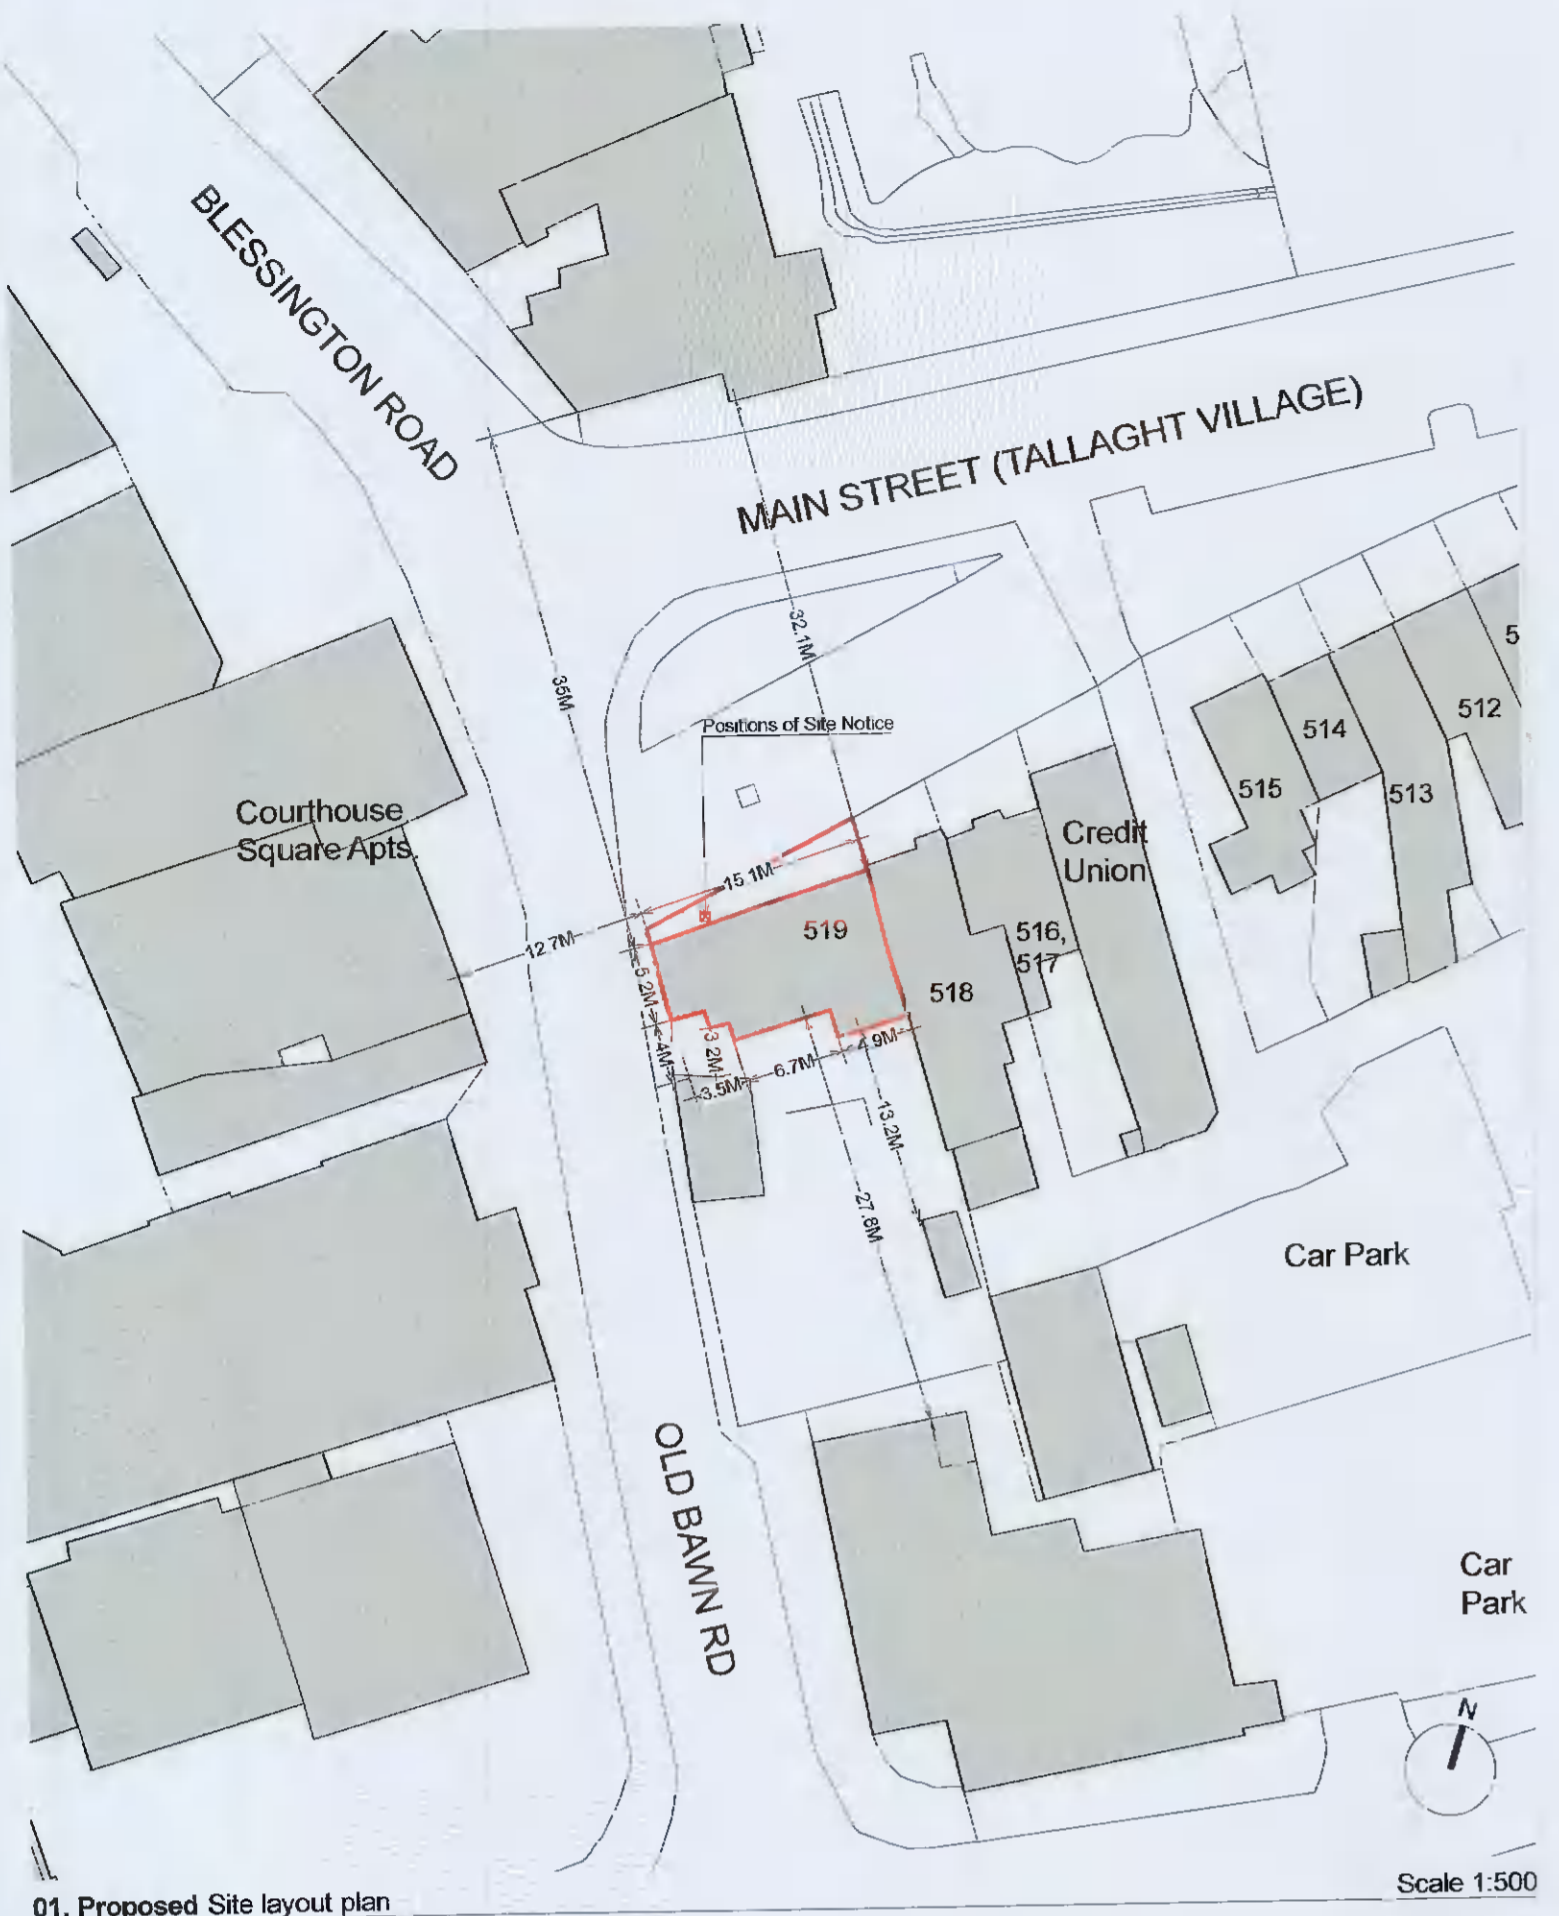 BLESSINGTON ROAD
MAIN STREET (TALLAGHT VILLAGE)
32.1M
35M
5
512
514
Positions of Site Notice
515
513
Courthouse
Square Apts.
Credit
Union
15.1M
519
516,
517
12.7M
518
5.2M
4M
3.2M
4.9M
6.7M
3.5M
13.2M
27.8M
Car Park
OLD BAWN RD
Car
Park
N
Scale 1:500
01. Proposed Site layout plan